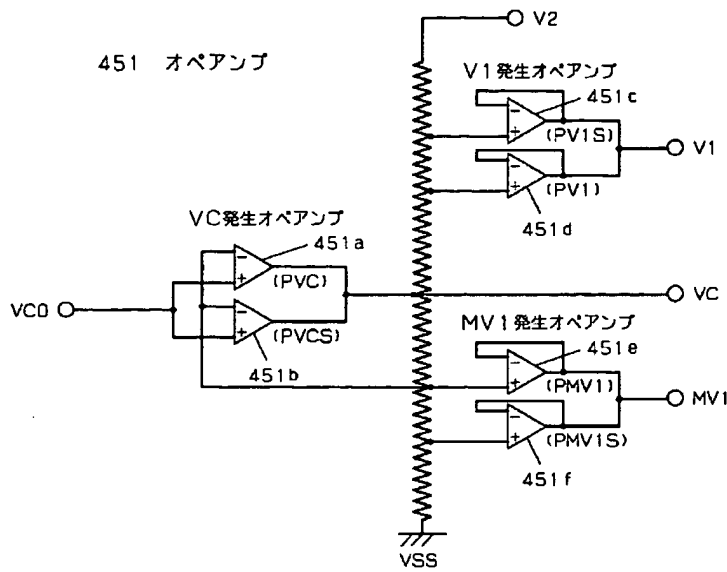 V2
451 オペアンプ
V1発生オペアンプ
451c
-
+
(PV1S)
V1
-
+
(PV1)
451d
VC発生オペアンプ
451a
-
+
(PVC)
VC0
-
+
(PVCS)
451b
VC
MV1発生オペアンプ
451e
-
+
(PMV1)
MV1
-
+
(PMV1S)
451f
VSS